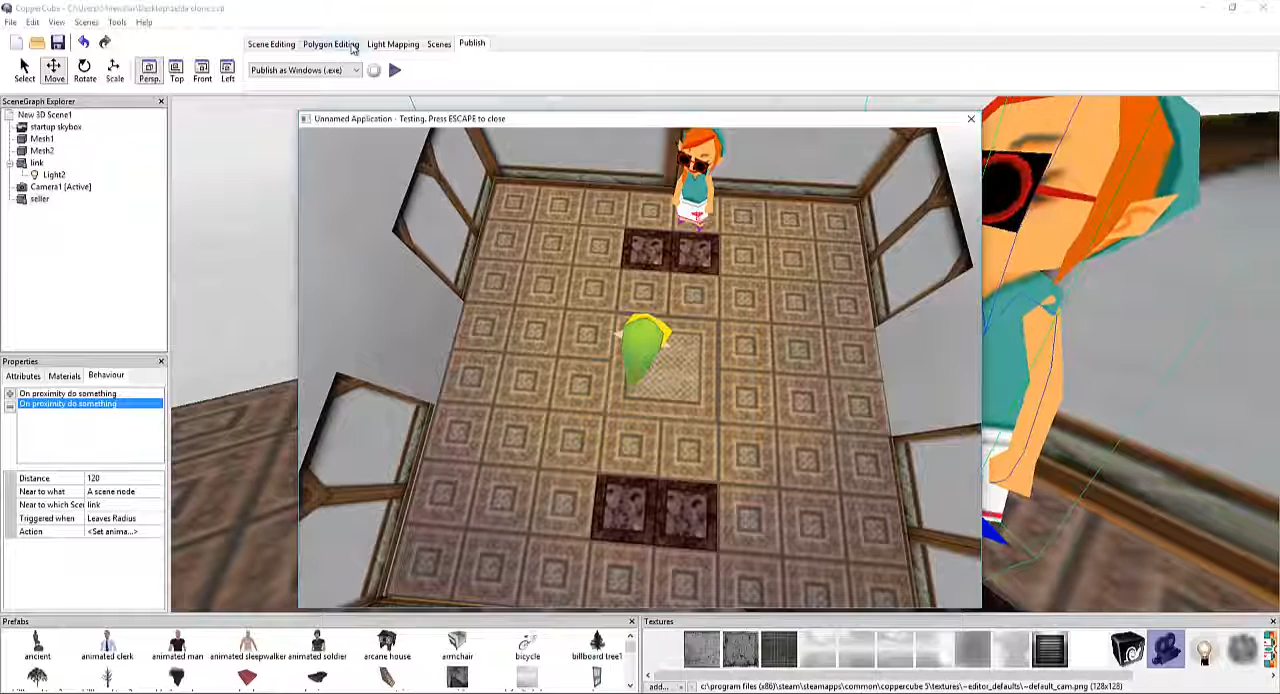 CopperCube
File Edit View Scenes Tools Help
Scene Editing Polygon Editing Light Mapping Scenes Publish
Select Move Rotate Scale Persp. Top Front Left
Publish as Windows (.exe)
SceneGraph Explorer
New 3D Scene1
startup skybox
Mesh1
Mesh2
link
Light2
Camera1 [Active]
seller
Unnamed Application - Testing. Press ESCAPE to close
Properties
Attributes Materials Behaviour
On proximity do something
On proximity do something
Distance 120
Near to what A scene node
Near to which Scen link
Triggered when Leaves Radius
Action <Set anima...>
Prefabs
ancient animated clerk animated man animated sleepwalker animated sold arcane house armchair bicycle billboard tree1
Textures
add...
c:\program files (x86)\steam\steamapps\common\coppercube 5\textures\~editor_defaults\~default_cam.png (128x128)